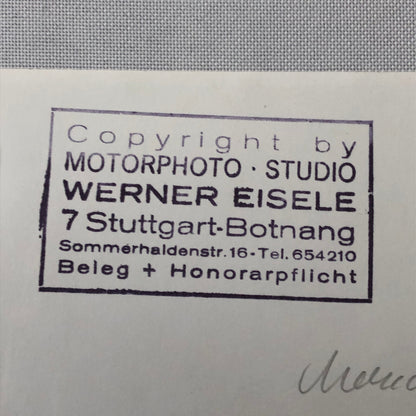 Copyright by
MOTORPHOTO · STUDIO
WERNER EISELE
7 Stuttgart-Botnang
Sommerhaldenstr. 16 - Tel. 654210
Beleg + Honorarpflicht